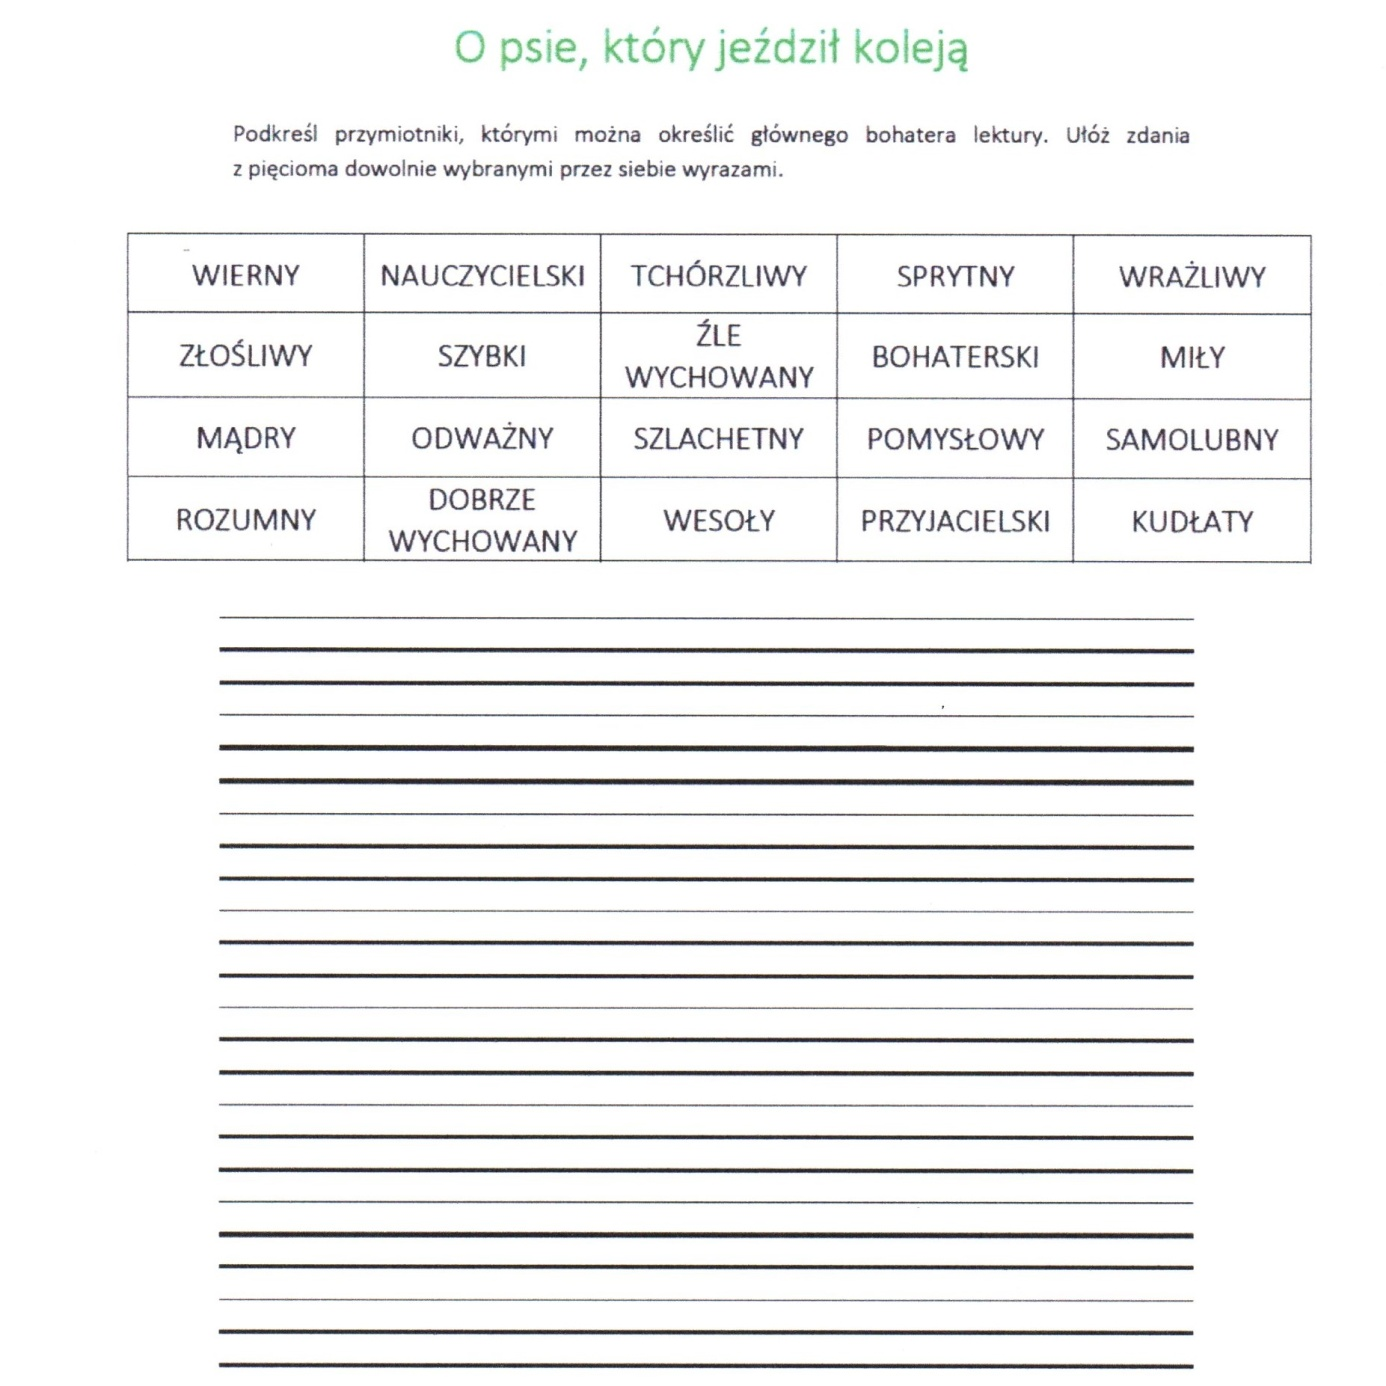 O psie, który jeździł koleją
Podkreśl przymiotniki, którymi można określić głównego bohatera lektury. Ułóż zdania
z pięcioma dowolnie wybranymi przez siebie wyrazami.
WIERNY NAUCZYCIELSKI TCHÓRZLIWY SPRYTNY WRAŻLIWY
ZŁOŚLIWY SZYBKI ŹLE WYCHOWANY BOHATERSKI MIŁY
MĄDRY ODWAŻNY SZLACHETNY POMYSŁOWY SAMOLUBNY
ROZUMNY DOBRZE WYCHOWANY WESOŁY PRZYJACIELSKI KUDŁATY